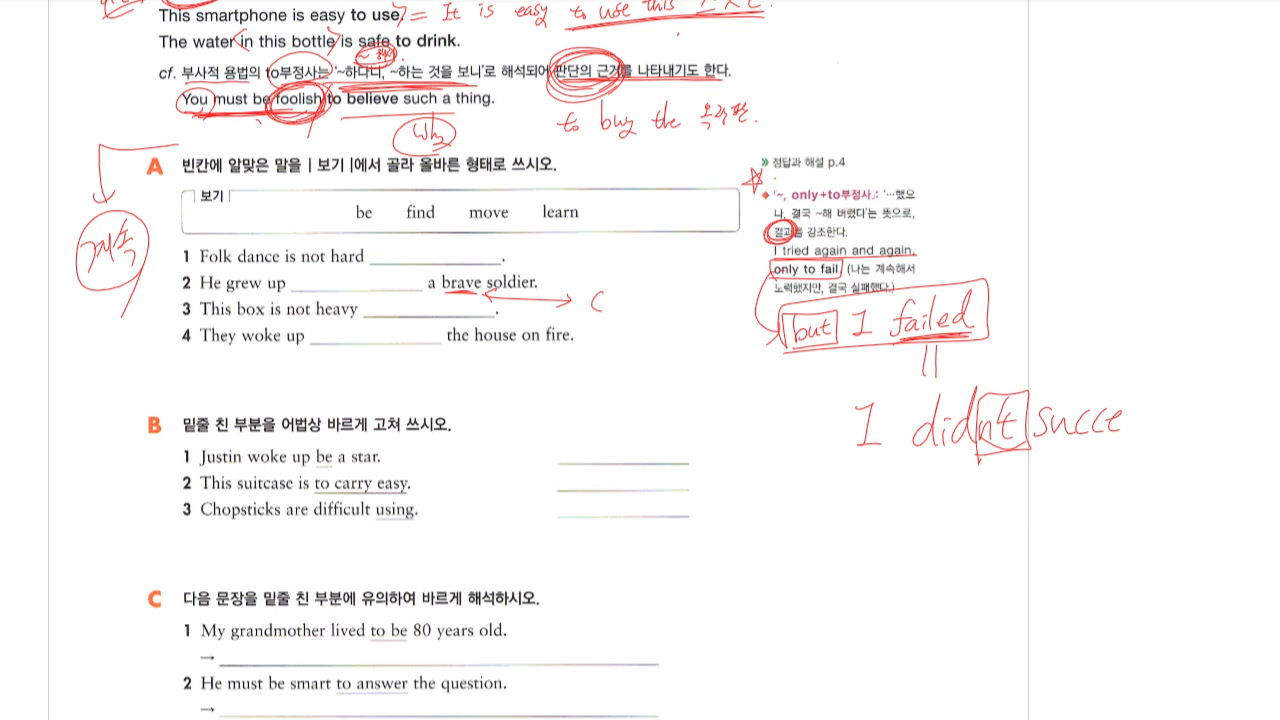 This smartphone is easy to use. = It is easy to use this
The water in this bottle is safe to drink.
cf. 부사적 용법의 to부정사는 '~하다니, ~하는 것을 보니'로 해석되어 판단의 근거를 나타내기도 한다.
You must be foolish to believe such a thing.
Why
to buy the 목걸이
A 빈칸에 알맞은 말을 | 보기 |에서 골라 올바른 형태로 쓰시오.
보기
be find move learn
1 Folk dance is not hard ____________.
2 He grew up ____________ a brave soldier.
3 This box is not heavy ____________.
4 They woke up ____________ the house on fire.
계속
C
» 정답과 해설 p.4
「~, only+to부정사」: '…했으
나, 결국 ~해 버렸다'는 뜻으로,
결과를 강조한다.
I tried again and again,
only to fail (나는 계속해서
노력했지만, 결국 실패했다.)
but I failed
I didnt succe
B 밑줄 친 부분을 어법상 바르게 고쳐 쓰시오.
1 Justin woke up be a star.
2 This suitcase is to carry easy.
3 Chopsticks are difficult using.
C 다음 문장을 밑줄 친 부분에 유의하여 바르게 해석하시오.
1 My grandmother lived to be 80 years old.
→
2 He must be smart to answer the question.
→